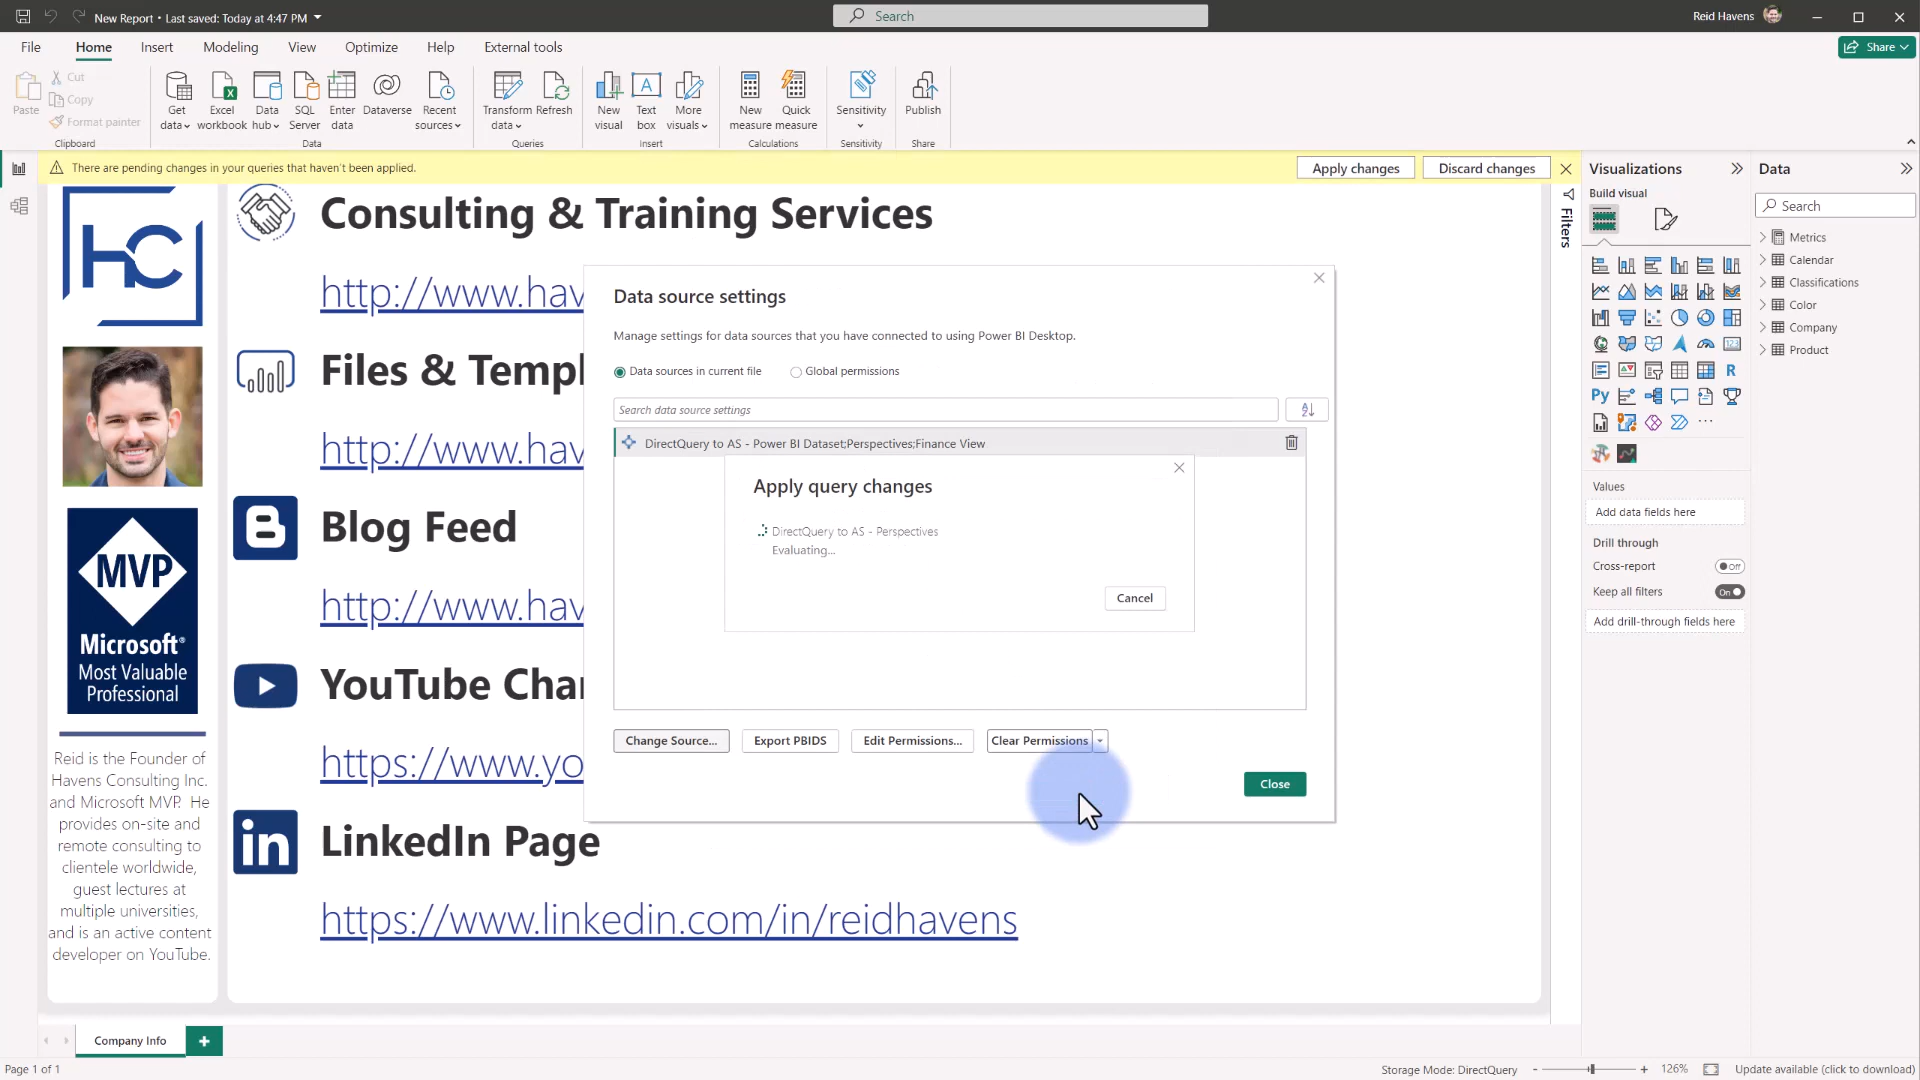 New Report • Last saved: Today at 4:47 PM
Search
Reid Havens
File
Home
Insert
Modeling
View
Optimize
Help
External tools
Share
Paste
Cut
Copy
Format painter
Clipboard
Get data
Excel workbook
Data hub
SQL Server
Enter data
Dataverse
Recent sources
Data
Transform data
Refresh
Queries
New visual
Text box
More visuals
Insert
New measure
Quick measure
Calculations
Sensitivity
Sensitivity
Publish
Share
There are pending changes in your queries that haven't been applied.
Apply changes
Discard changes
HC
MVP
Microsoft®
Most Valuable
Professional
Reid is the Founder of
Havens Consulting Inc.
and Microsoft MVP. He
provides on-site and
remote consulting to
clientele worldwide,
guest lectures at
multiple universities,
and is an active content
developer on YouTube.
Consulting & Training Services
http://www.hav
Files & Templ
http://www.hav
Blog Feed
http://www.hav
YouTube Cha
https://www.yo
in
LinkedIn Page
https://www.linkedin.com/in/reidhavens
Data source settings
Manage settings for data sources that you have connected to using Power BI Desktop.
Data sources in current file
Global permissions
Search data source settings
DirectQuery to AS - Power BI Dataset;Perspectives;Finance View
Apply query changes
DirectQuery to AS - Perspectives
Evaluating...
Cancel
Change Source...
Export PBIDS
Edit Permissions...
Clear Permissions
Close
Filters
Visualizations
Build visual
123
R
Py
Values
Add data fields here
Drill through
Cross-report
Off
Keep all filters
On
Add drill-through fields here
Data
Search
Metrics
Calendar
Classifications
Color
Company
Product
Company Info
Page 1 of 1
Storage Mode: DirectQuery
126%
Update available (click to download)